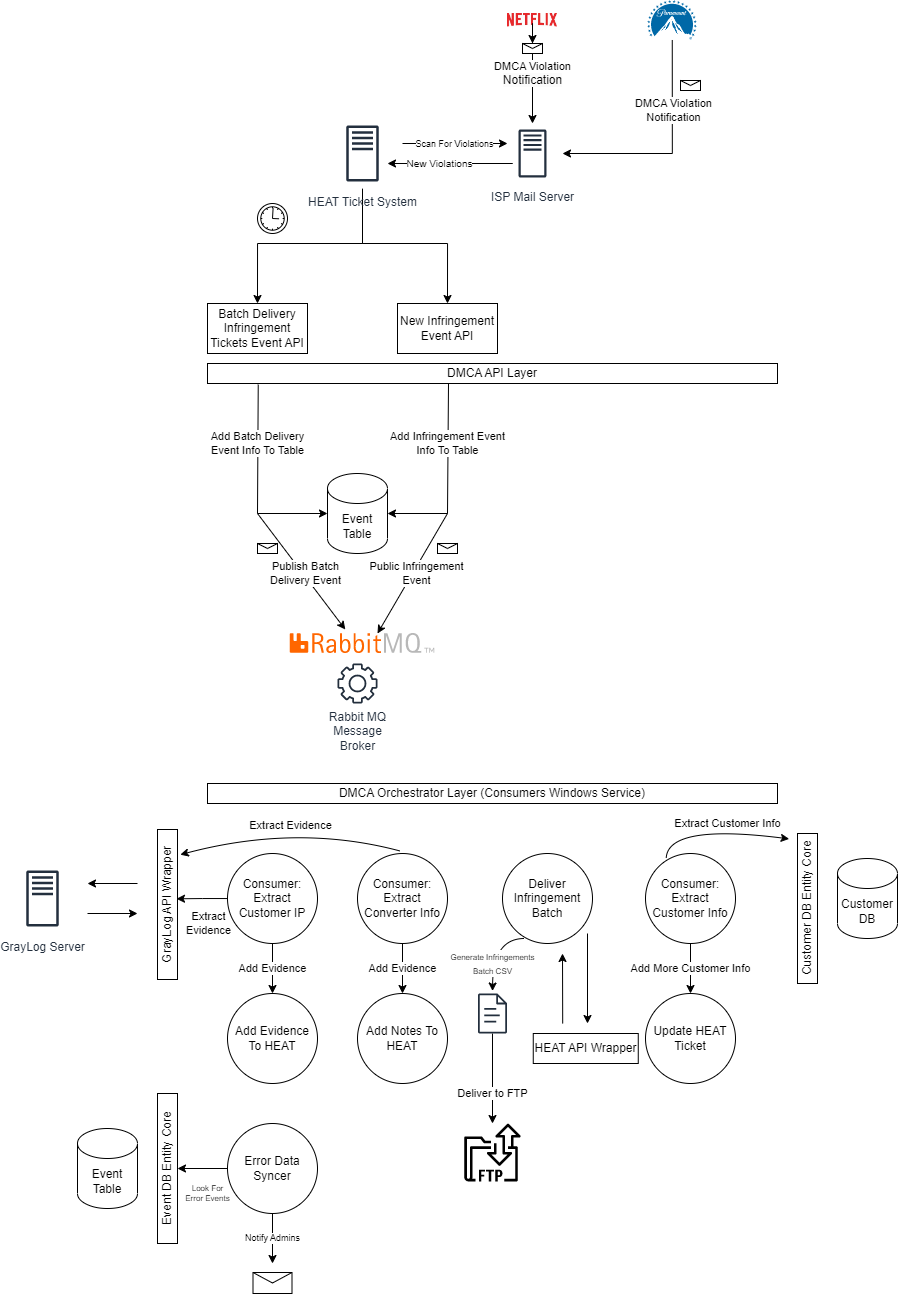 NETFLIX
Paramount
DMCA Violation
Notification
DMCA Violation
Notification
Scan For Violations
New Violations
HEAT Ticket System
ISP Mail Server
Batch Delivery
Infringement
Tickets Event API
New Infringement
Event API
DMCA API Layer
Add Batch Delivery
Event Info To Table
Add Infringement Event
Info To Table
Event
Table
Publish Batch
Delivery Event
Public Infringement
Event
RabbitMQ™
Rabbit MQ
Message
Broker
DMCA Orchestrator Layer (Consumers Windows Service)
Extract Evidence
Extract Customer Info
GrayLog API Wrapper
Consumer:
Extract
Customer IP
Consumer:
Extract
Converter Info
Deliver
Infringement
Batch
Consumer:
Extract
Customer Info
Customer DB Entity Core
Customer
DB
Extract
Evidence
GrayLog Server
Generate Infringements
Batch CSV
Add Evidence
Add Evidence
Add More Customer Info
Add Evidence
To HEAT
Add Notes To
HEAT
HEAT API Wrapper
Update HEAT
Ticket
Deliver to FTP
FTP
Event
Table
Event DB Entity Core
Error Data
Syncer
Look For
Error Events
Notify Admins